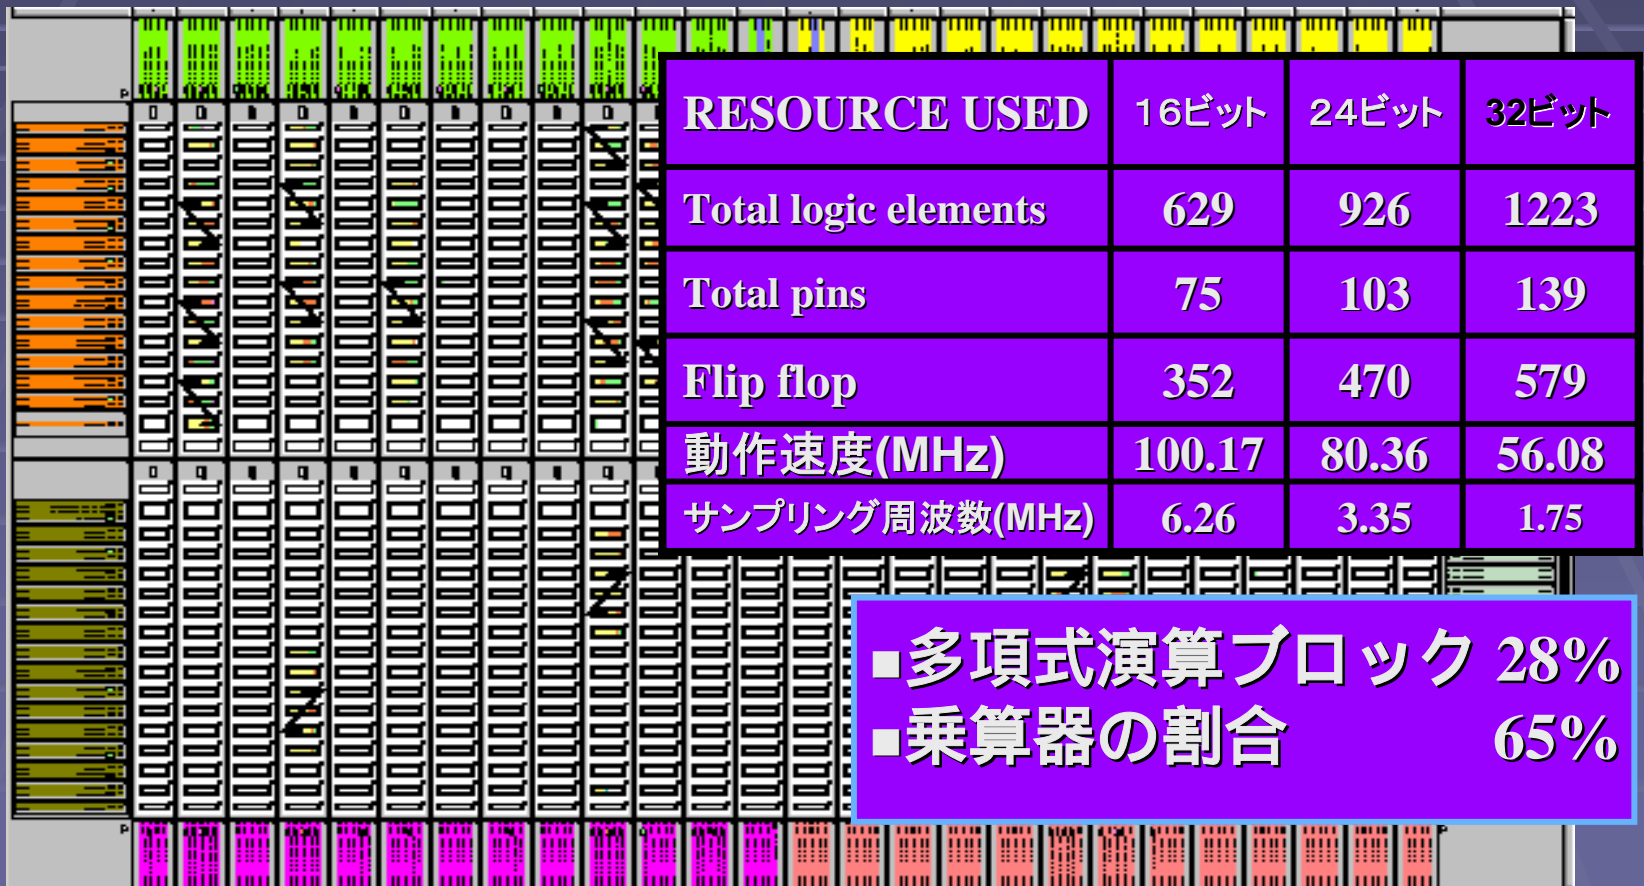 RESOURCE USED 16ビット 24ビット 32ビット
Total logic elements 629 926 1223
Total pins 75 103 139
Flip flop 352 470 579
動作速度(MHz) 100.17 80.36 56.08
サンプリング周波数(MHz) 6.26 3.35 1.75
■多項式演算ブロック 28%
■乗算器の割合 65%